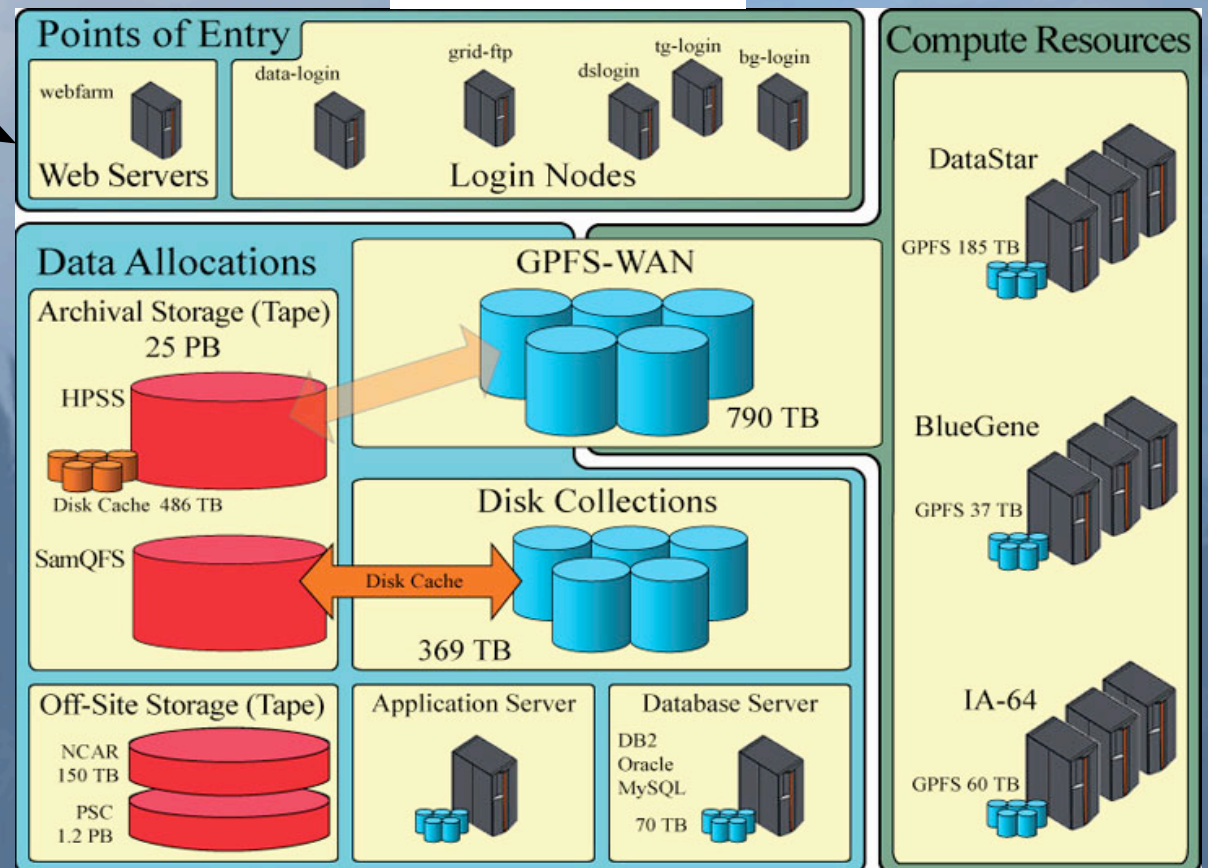 Points of Entry
webfarm
Web Servers
data-login
grid-ftp
dslogin
tg-login
bg-login
Login Nodes
Compute Resources
DataStar
GPFS 185 TB
BlueGene
GPFS 37 TB
IA-64
GPFS 60 TB
Data Allocations
Archival Storage (Tape)
25 PB
HPSS
Disk Cache 486 TB
SamQFS
GPFS-WAN
790 TB
Disk Collections
Disk Cache
369 TB
Off-Site Storage (Tape)
NCAR
150 TB
PSC
1.2 PB
Application Server
Database Server
DB2
Oracle
MySQL
70 TB